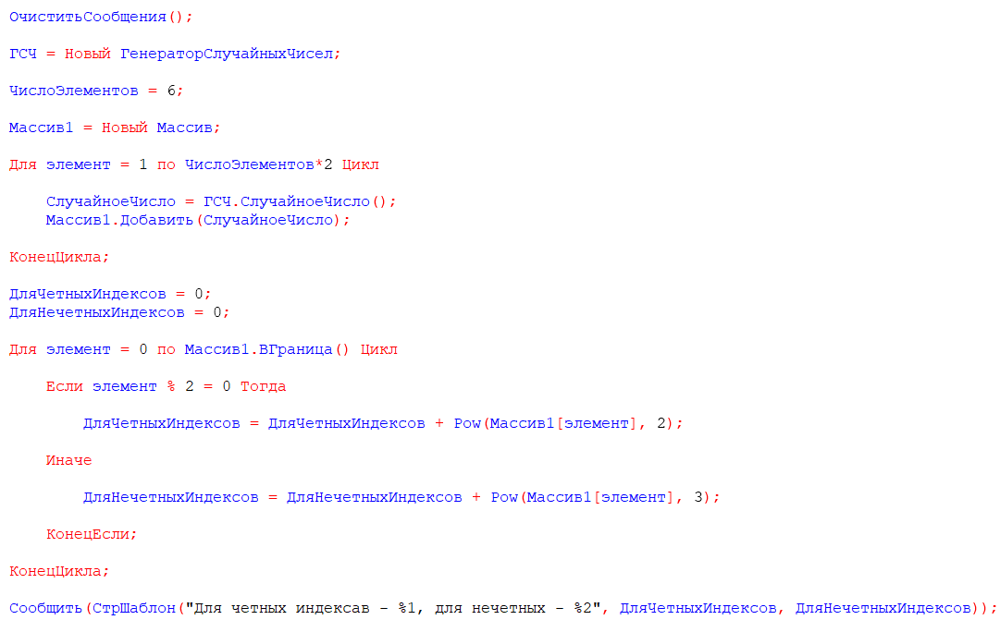 ОчиститьСообщения();
ГСЧ = Новый ГенераторСлучайныхЧисел;
ЧислоЭлементов = 6;
Массив1 = Новый Массив;
Для элемент = 1 по ЧислоЭлементов*2 Цикл
СлучайноеЧисло = ГСЧ.СлучайноеЧисло();
Массив1.Добавить(СлучайноеЧисло);
КонецЦикла;
ДляЧетныхИндексов = 0;
ДляНечетныхИндексов = 0;
Для элемент = 0 по Массив1.ВГраница() Цикл
Если элемент % 2 = 0 Тогда
ДляЧетныхИндексов = ДляЧетныхИндексов + Pow(Массив1[элемент], 2);
Иначе
ДляНечетныхИндексов = ДляНечетныхИндексов + Pow(Массив1[элемент], 3);
КонецЕсли;
КонецЦикла;
Сообщить(СтрШаблон("Для четных индексав - %1, для нечетных - %2", ДляЧетныхИндексов, ДляНечетныхИндексов));